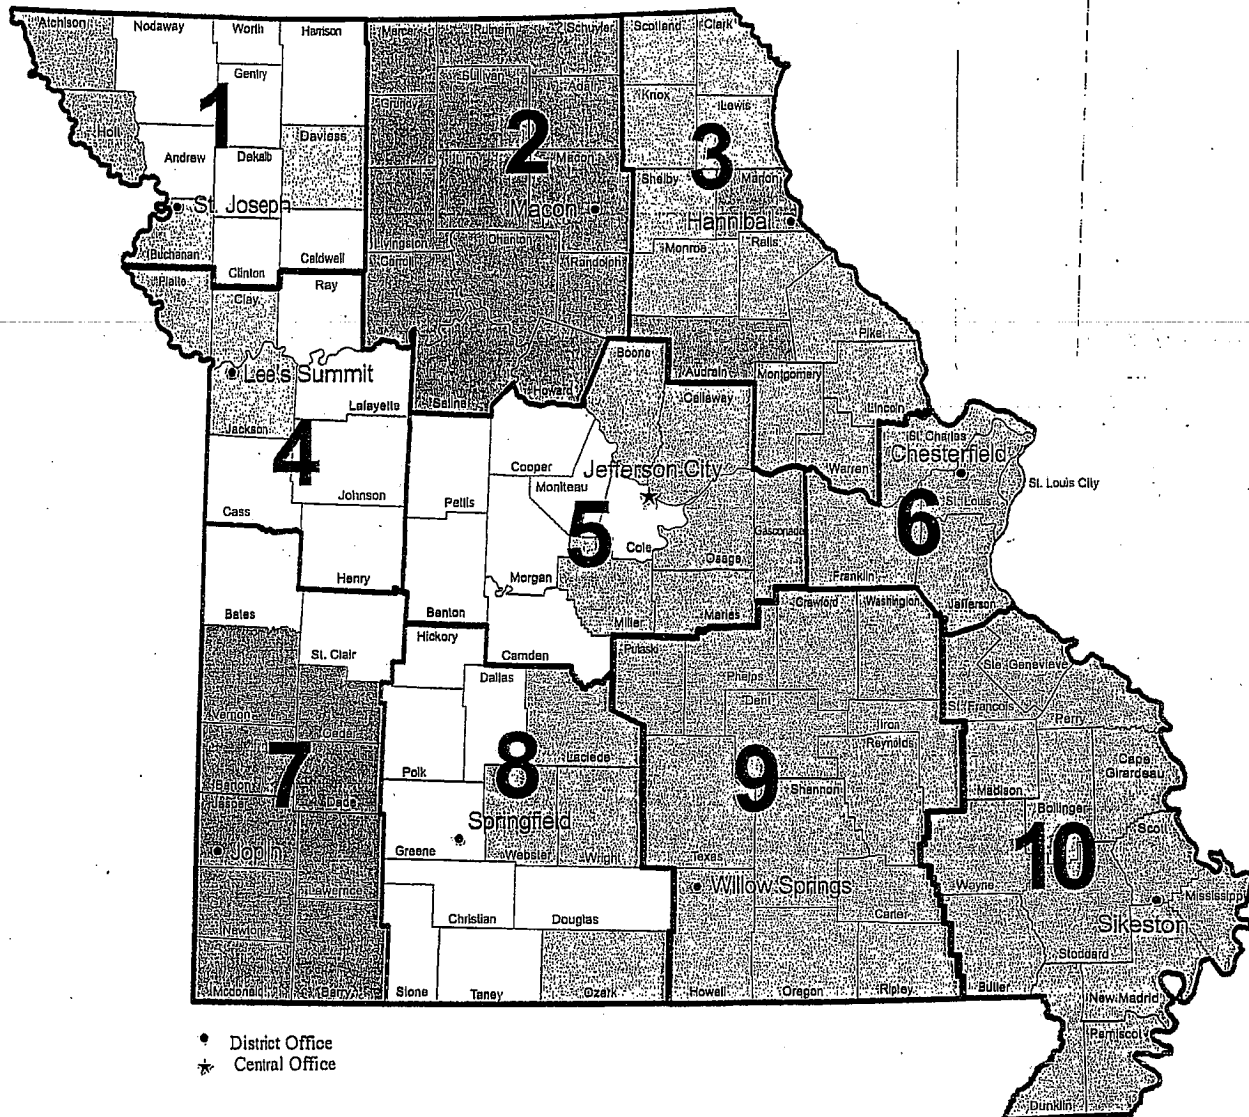 Atchison
Nodaway
Worth
Harrison
Mercer
Putnam
Schuyler
Scotland
Clark
Gentry
Sullivan
Adair
Grundy
Knox
Lewis
1
2
3
Holt
Andrew
Dekalb
Daviess
Linn
Macon
Shelby
Marion
St. Joseph
Macon
Hannibal
Buchanan
Clinton
Caldwell
Livingston
Chariton
Monroe
Ralls
Platte
Clay
Ray
Carroll
Randolph
Pike
Lee's Summit
Boone
Audrain
Montgomery
Lafayette
Saline
Howard
Callaway
Lincoln
Jackson
4
St. Charles
Chesterfield
Cooper
Jefferson City
Warren
St. Louis City
Cass
Johnson
Pettis
Moniteau
5
6
St. Louis
Cole
Osage
Gasconade
Henry
Morgan
Franklin
Bates
Benton
Miller
Maries
Jefferson
Crawford
Washington
St. Clair
Hickory
Camden
Pulaski
Phelps
Ste. Genevieve
Dallas
Dent
St. Francois
Perry
Vernon
Cedar
Iron
7
8
9
Reynolds
Polk
Laclede
Cape
Girardeau
Barton
Jasper
Dade
Shannon
Madison
Bollinger
Springfield
Scot
10
Joplin
Greene
Webster
Wright
Texas
Willow Springs
Wayne
Mississippi
Lawrence
Christian
Douglas
Carter
Sikeston
Newton
Stoddard
Mcdonald
Barry
Stone
Taney
Ozark
Howell
Oregon
Ripley
Butler
New Madrid
Pemiscot
Dunklin
District Office
Central Office